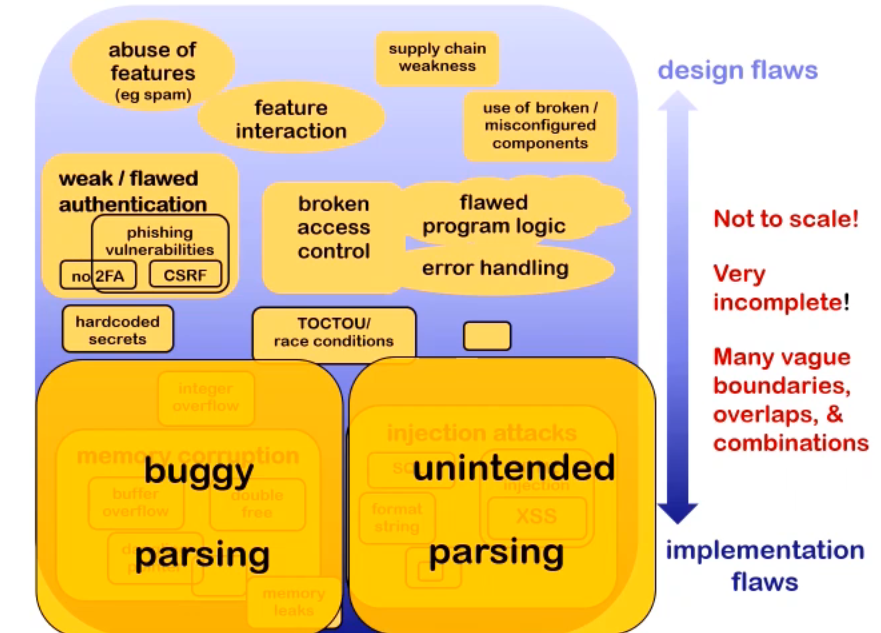 abuse of
features
(eg spam)
supply chain
weakness
design flaws
feature
interaction
use of broken /
misconfigured
components
weak / flawed
authentication
phishing
vulnerabilities
no 2FA
CSRF
broken
access
control
flawed
program logic
error handling
Not to scale!
Very
incomplete!
Many vague
boundaries,
overlaps, &
combinations
hardcoded
secrets
TOCTOU/
race conditions
integer
overflow
memory corruption
buggy
buffer
overflow
double
free
parsing
memory
leaks
injection attacks
unintended
injection
format
string
XSS
parsing
implementation
flaws